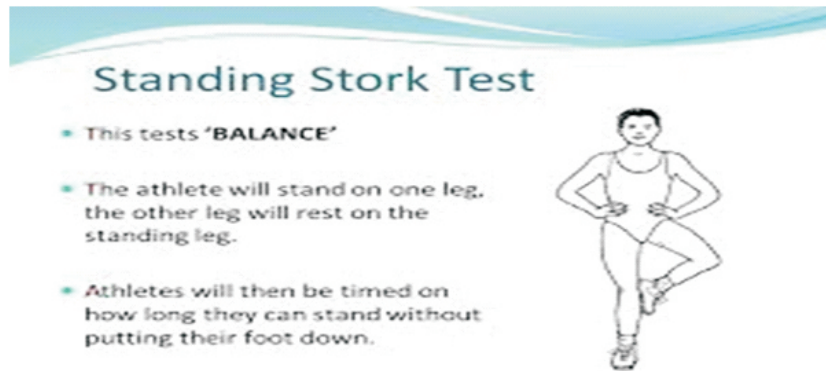 Standing Stork Test
• This tests ‘BALANCE’
• The athlete will stand on one leg,
the other leg will rest on the
standing leg.
• Athletes will then be timed on
how long they can stand without
putting their foot down.